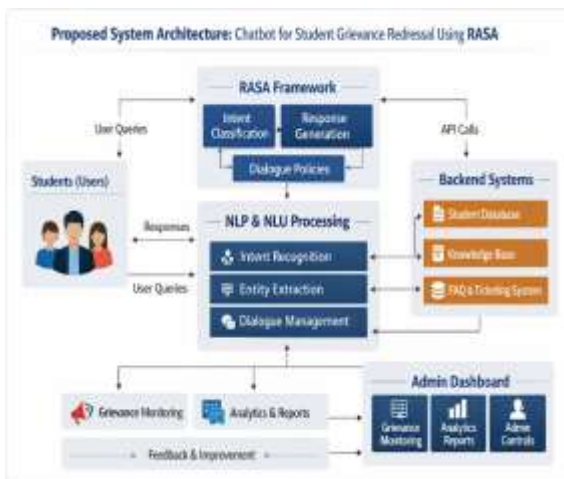 Proposed System Architecture: Chatbot for Student Grievance Redressal Using RASA
RASA Framework
Intent Classification
Response Generation
Dialogue Policies
User Queries
API Calls
Students (Users)
Backend Systems
Student Database
Knowledge Base
FAQ & Ticketing System
Responses
User Queries
NLP & NLU Processing
Intent Recognition
Entity Extraction
Dialogue Management
Grievance Monitoring
Analytics & Reports
Feedback & Improvement
Admin Dashboard
Grievance Monitoring
Analytics Reports
Admin Controls